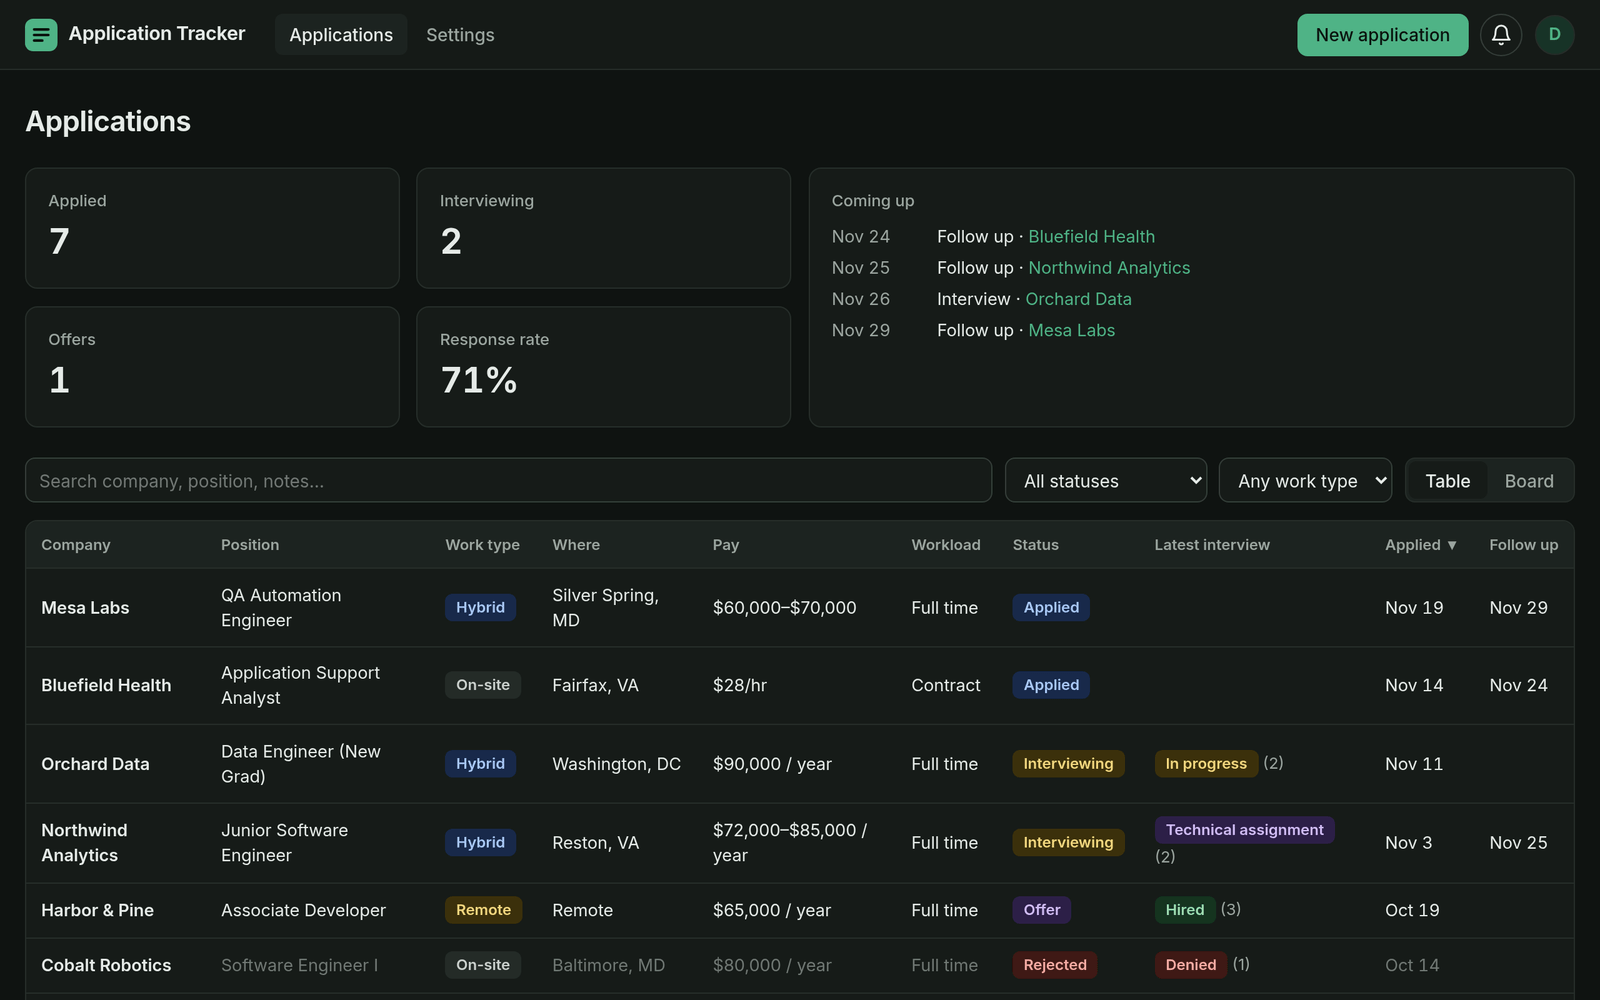 Application Tracker
Applications
Settings
New application
D
Applications
Applied
7
Interviewing
2
Offers
1
Response rate
71%
Coming up
Nov 24 Follow up · Bluefield Health
Nov 25 Follow up · Northwind Analytics
Nov 26 Interview · Orchard Data
Nov 29 Follow up · Mesa Labs
Search company, position, notes...
All statuses
Any work type
Table
Board
Company Position Work type Where Pay Workload Status Latest interview Applied ▼ Follow up
Mesa Labs
QA Automation
Engineer
Hybrid
Silver Spring,
MD
$60,000–$70,000
Full time
Applied
Nov 19
Nov 29
Bluefield Health
Application Support
Analyst
On-site
Fairfax, VA
$28/hr
Contract
Applied
Nov 14
Nov 24
Orchard Data
Data Engineer (New
Grad)
Hybrid
Washington, DC
$90,000 / year
Full time
Interviewing
In progress (2)
Nov 11
Northwind
Analytics
Junior Software
Engineer
Hybrid
Reston, VA
$72,000–$85,000 /
year
Full time
Interviewing
Technical assignment
(2)
Nov 3
Nov 25
Harbor & Pine
Associate Developer
Remote
Remote
$65,000 / year
Full time
Offer
Hired (3)
Oct 19
Cobalt Robotics
Software Engineer I
On-site
Baltimore, MD
$80,000 / year
Full time
Rejected
Denied (1)
Oct 14